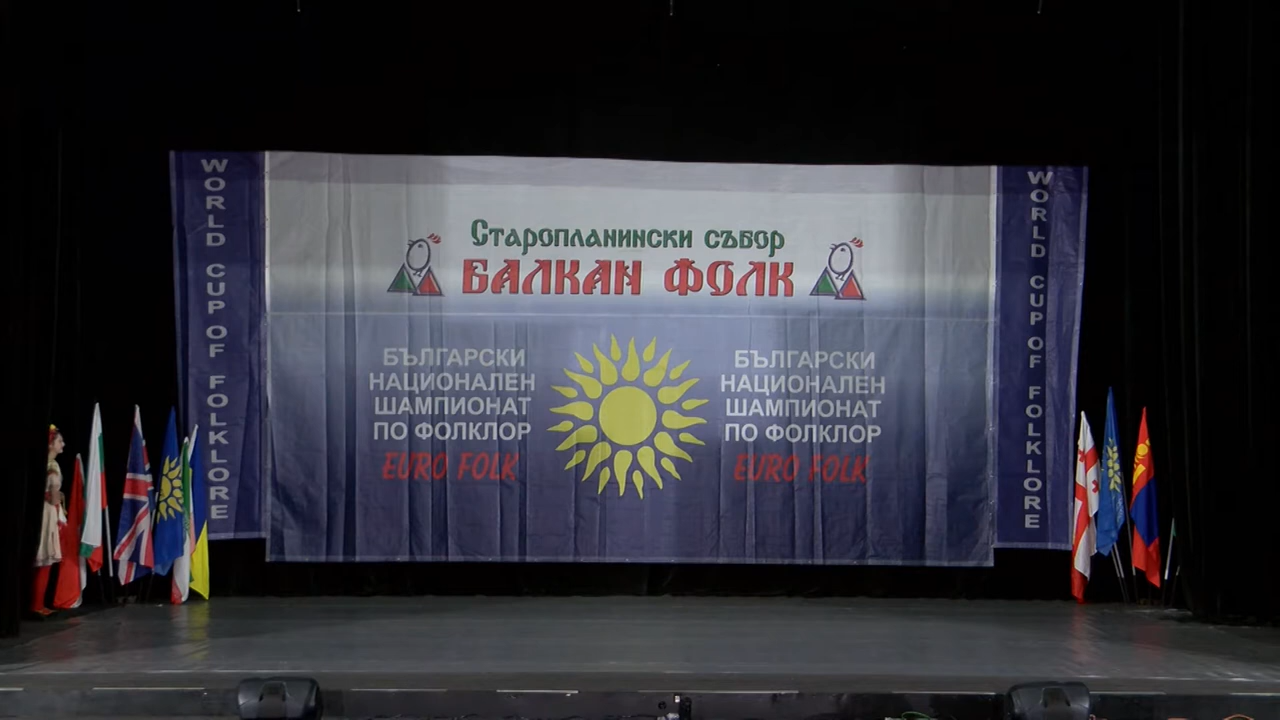 WORLD CUP OF FOLKLORE
Старопланински събор
БАЛКАН ФОЛК
БЪЛГАРСКИ
НАЦИОНАЛЕН
ШАМПИОНАТ
ПО ФОЛКЛОР
EURO FOLK
БЪЛГАРСКИ
НАЦИОНАЛЕН
ШАМПИОНАТ
ПО ФОЛКЛОР
EURO FOLK
WORLD CUP OF FOLKLORE